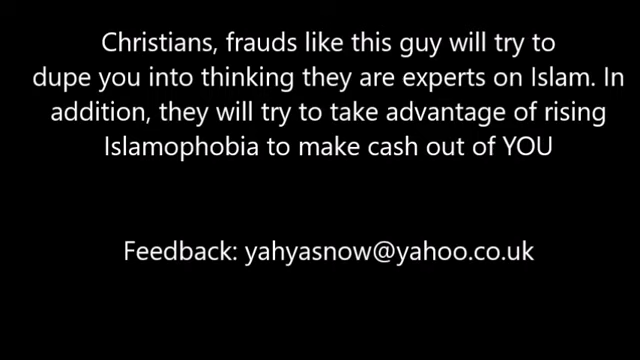 Christians, frauds like this guy will try to
dupe you into thinking they are experts on Islam. In
addition, they will try to take advantage of rising
Islamophobia to make cash out of YOU
Feedback: yahyasnow@yahoo.co.uk